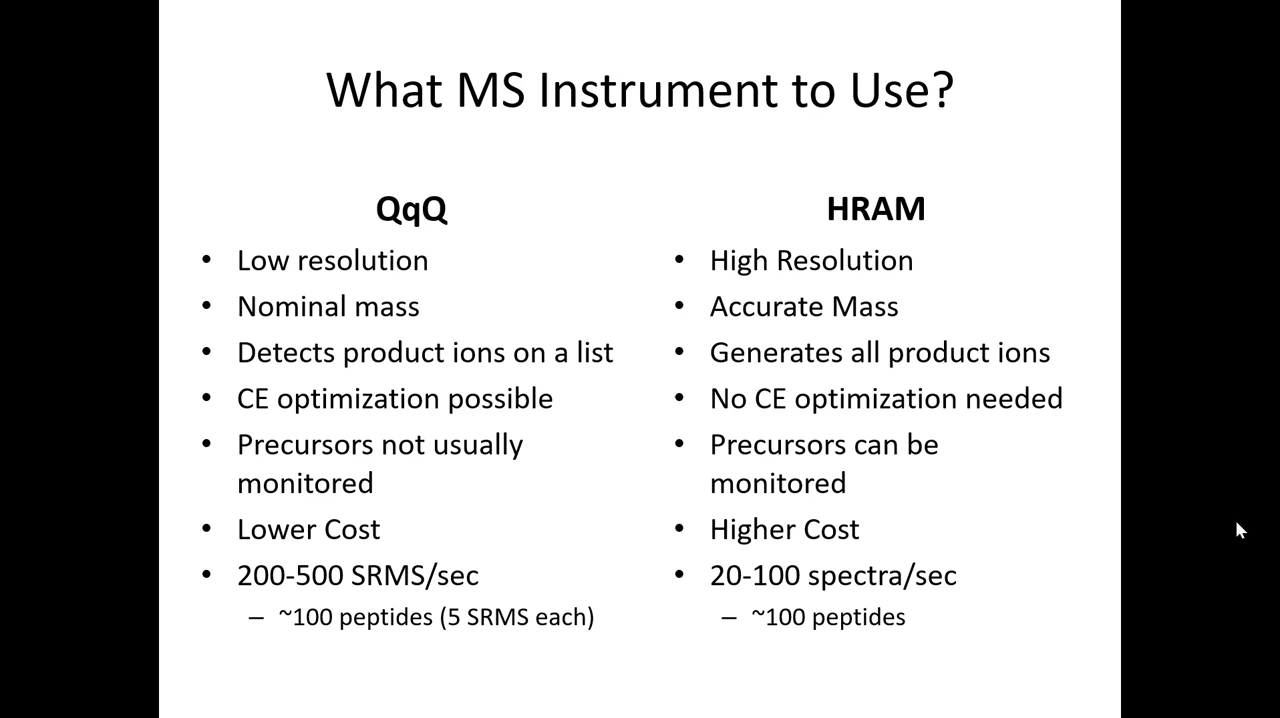 What MS Instrument to Use?
QqQ
• Low resolution
• Nominal mass
• Detects product ions on a list
• CE optimization possible
• Precursors not usually
monitored
• Lower Cost
• 200-500 SRMS/sec
– ~100 peptides (5 SRMS each)
HRAM
• High Resolution
• Accurate Mass
• Generates all product ions
• No CE optimization needed
• Precursors can be
monitored
• Higher Cost
• 20-100 spectra/sec
– ~100 peptides